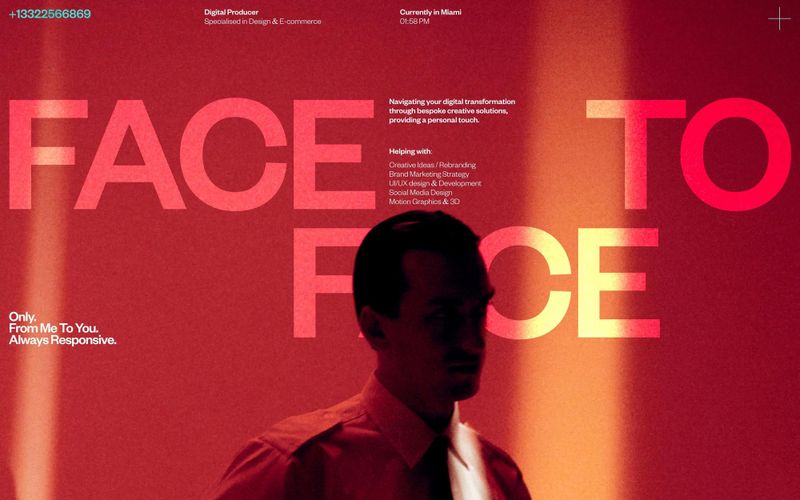 +13322566869
Digital Producer
Specialised in Design & E-commerce
Currently in Miami
01:58 PM
FACE TO
Navigating your digital transformation
through bespoke creative solutions,
providing a personal touch.
Helping with:
Creative Ideas / Rebranding
Brand Marketing Strategy
UI/UX design & Development
Social Media Design
Motion Graphics & 3D
FACE
Only.
From Me To You.
Always Responsive.